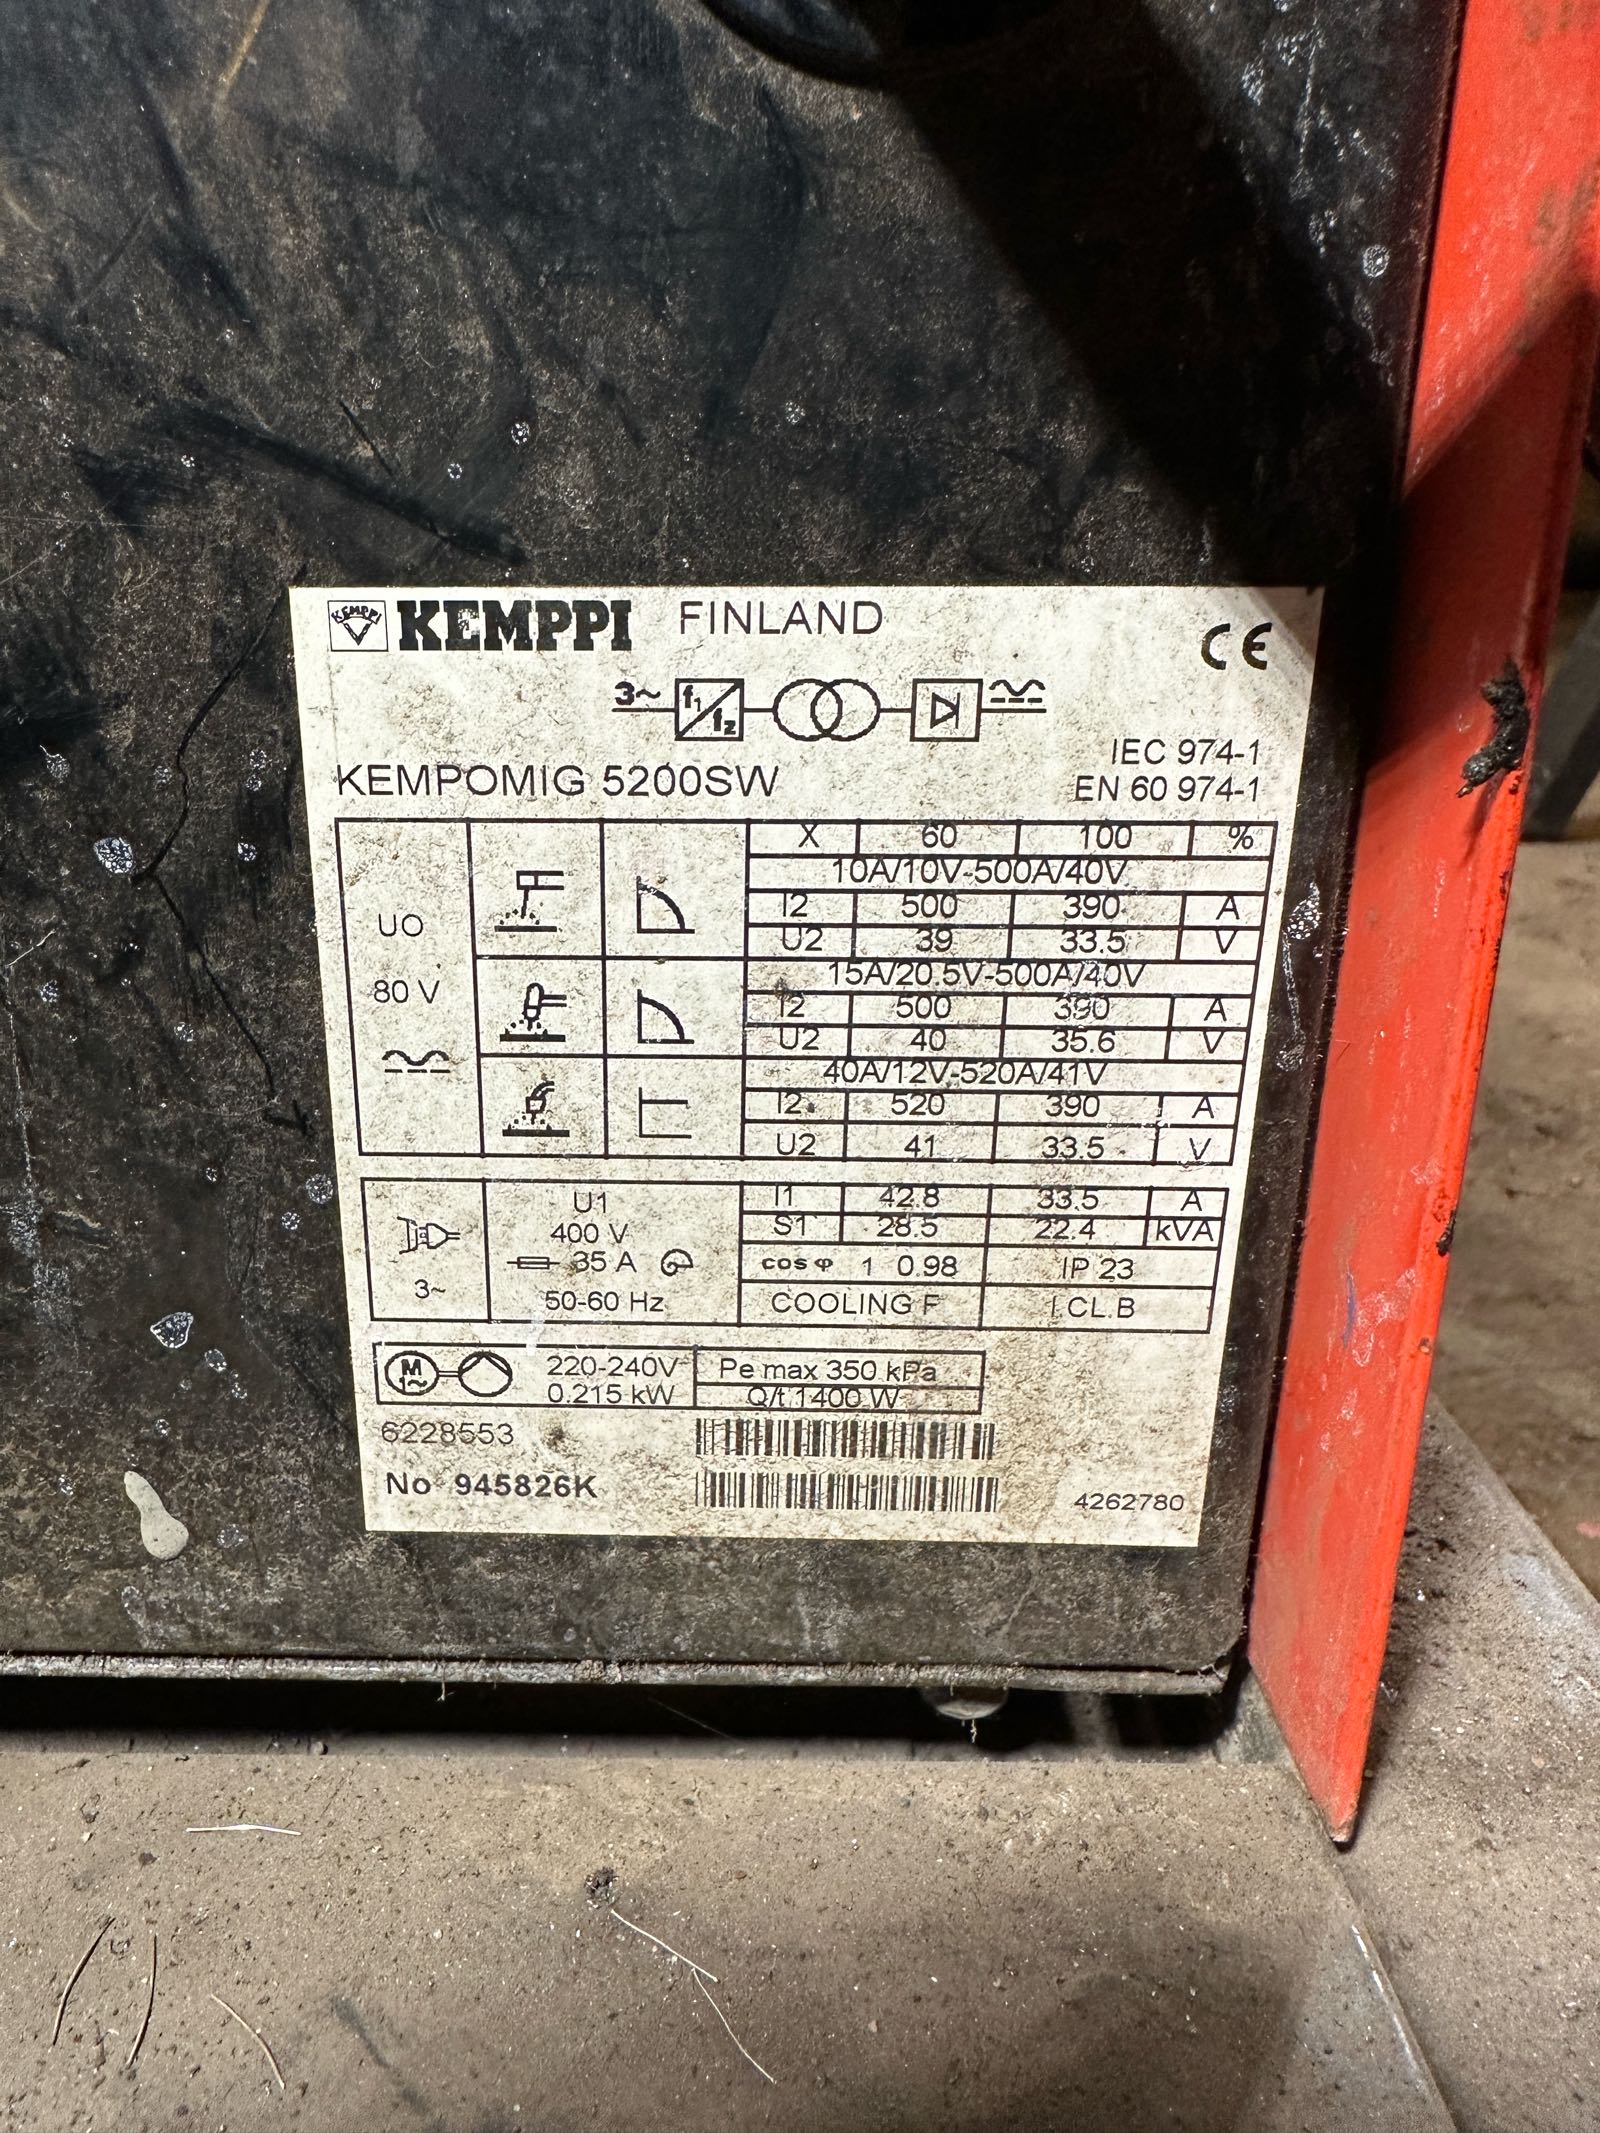 KEMPPI KEMPPI FINLAND
CE
3~ f1 f2
IEC 974-1
KEMPOMIG 5200SW
EN 60 974-1
X 60 100 %
10A/10V-500A/40V
U0
80 V
I2 500 390 A
U2 39 33.5 V
15A/20.5V-500A/40V
I2 500 390 A
U2 40 35.6 V
40A/12V-520A/41V
I2 520 390 A
U2 41 33.5 V
3~
U1
400 V
35 A
50-60 Hz
I1 42.8 33.5 A
S1 28.5 22.4 kVA
cos φ 1 0.98 IP 23
COOLING F I.CL.B
M
1~
220-240V Pe max 350 kPa
0.215 kW Q/t 1400 W
6228553
No 945826K
4262780